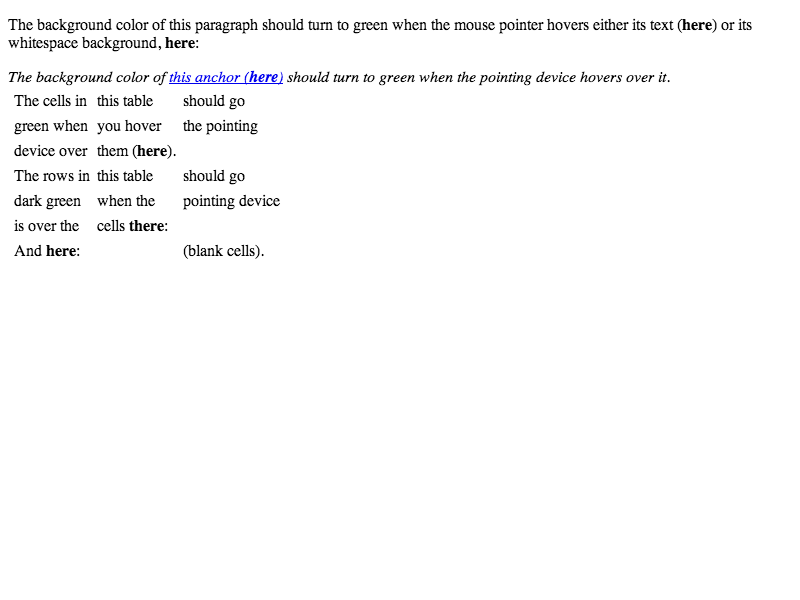 The background color of this paragraph should turn to green when the mouse pointer hovers either its text (here) or its
whitespace background, here:
The background color of this anchor (here) should turn to green when the pointing device hovers over it.
The cells in this table should go
green when you hover the pointing
device over them (here).
The rows in this table should go
dark green when the pointing device
is over the cells there:
And here: (blank cells).